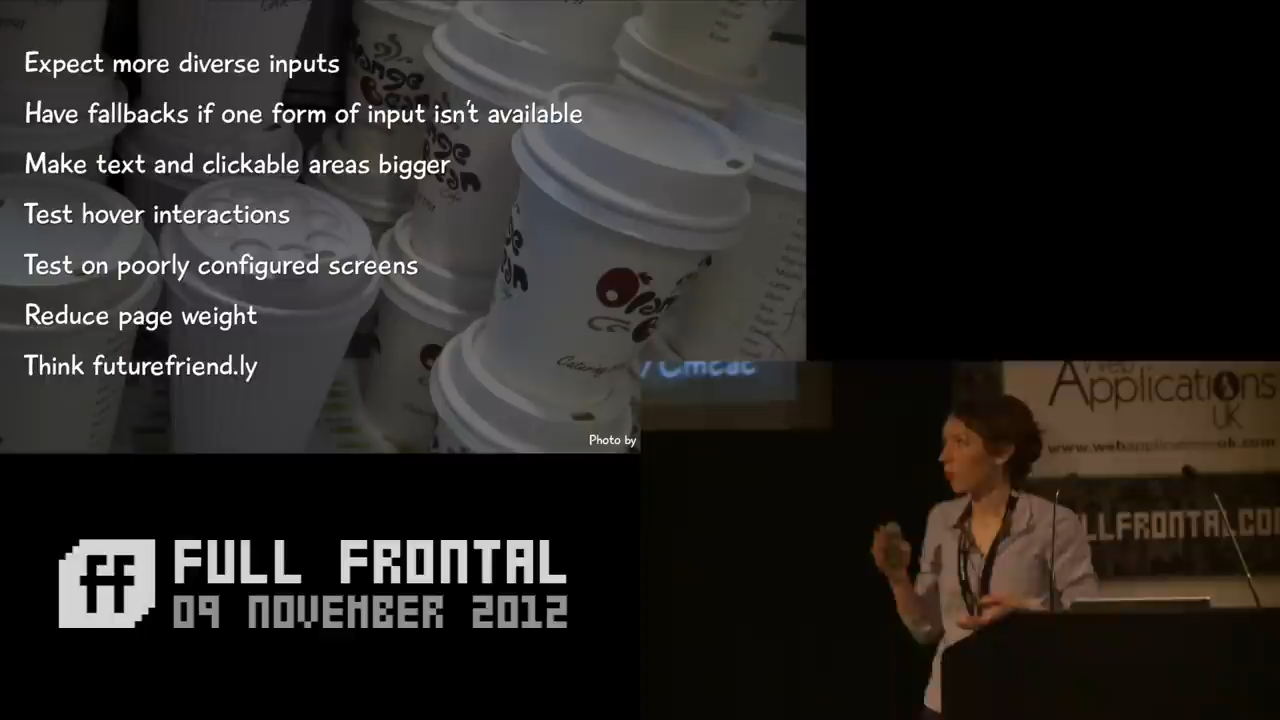 Expect more diverse inputs
Have fallbacks if one form of input isn't available
Make text and clickable areas bigger
Test hover interactions
Test on poorly configured screens
Reduce page weight
Think futurefriend.ly
Photo by
ff FULL FRONTAL
09 NOVEMBER 2012
Web
Applications
UK
www.webapplicationsuk.com
LLFRONTAL.CO